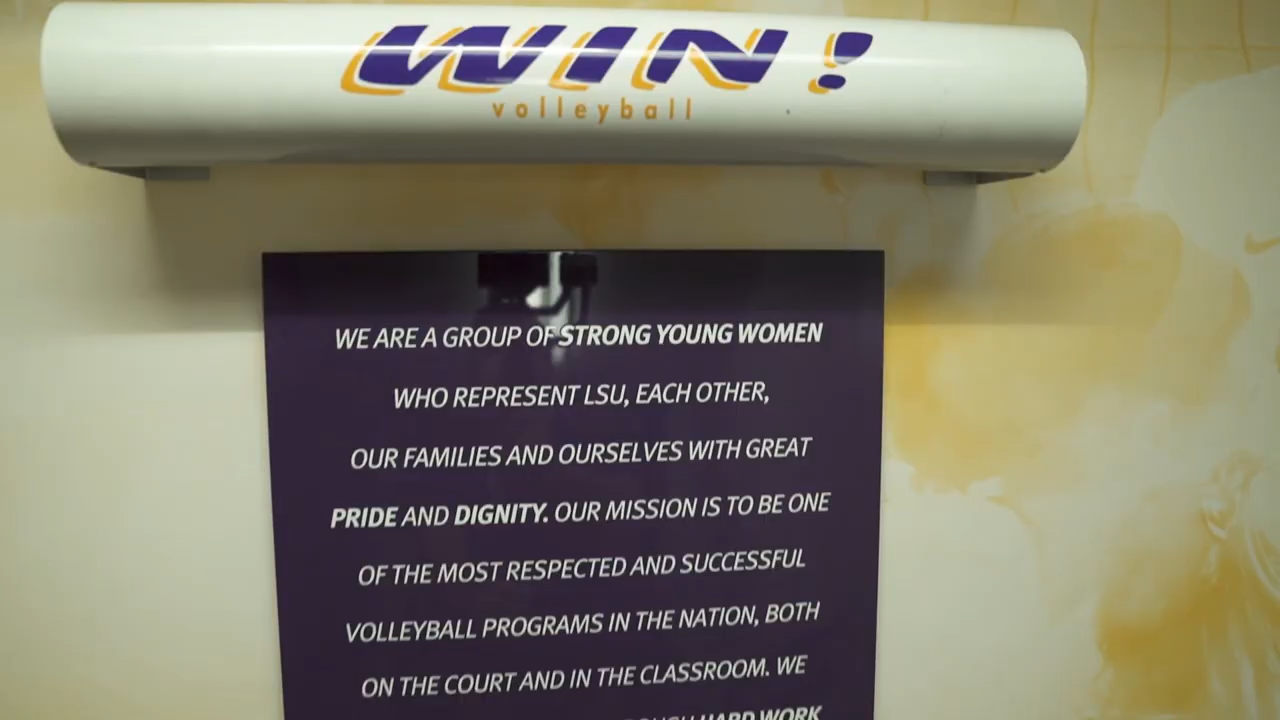 WIN!
volleyball
WE ARE A GROUP OF STRONG YOUNG WOMEN
WHO REPRESENT LSU, EACH OTHER,
OUR FAMILIES AND OURSELVES WITH GREAT
PRIDE AND DIGNITY. OUR MISSION IS TO BE ONE
OF THE MOST RESPECTED AND SUCCESSFUL
VOLLEYBALL PROGRAMS IN THE NATION, BOTH
ON THE COURT AND IN THE CLASSROOM. WE
HARD WORK